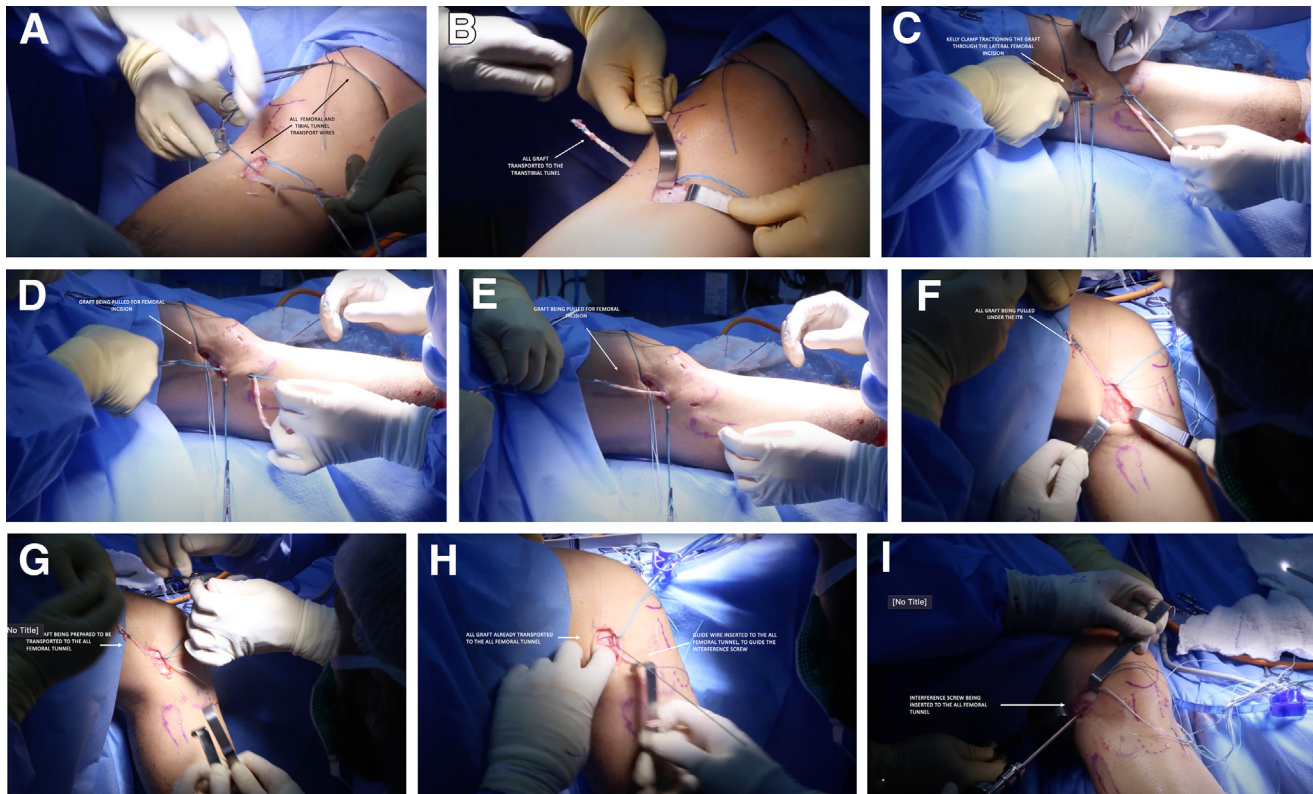 A
ALL FEMORAL AND
TIBIAL TUNNEL
TRANSPORT WIRES
B
ALL GRAFT
TRANSPORTED TO THE
TRANSTIBIAL TUNEL
C
KELLY CLAMP TRACTIONING THE GRAFT
THROUGH THE LATERAL FEMORAL
INCISION
D
GRAFT BEING PULLED FOR FEMORAL
INCISION
E
GRAFT BEING PULLED FOR FEMORAL
INCISION
F
ALL GRAFT BEING PULLED
UNDER THE ITB
G
No Title]
AFT BEING PREPARED TO BE
TRANSPORTED TO THE ALL
FEMORAL TUNNEL
H
ALL GRAFT ALREADY TRANSPORTED
TO THE ALL FEMORAL TUNNEL
GUIDE WIRE INSERTED TO THE ALL
FEMORAL TUNNEL, TO GUIDE THE
INTERFERENCE SCREW
I
[No Title]
INTERFERENCE SCREW BEING
INSERTED TO THE ALL FEMORAL
TUNNEL